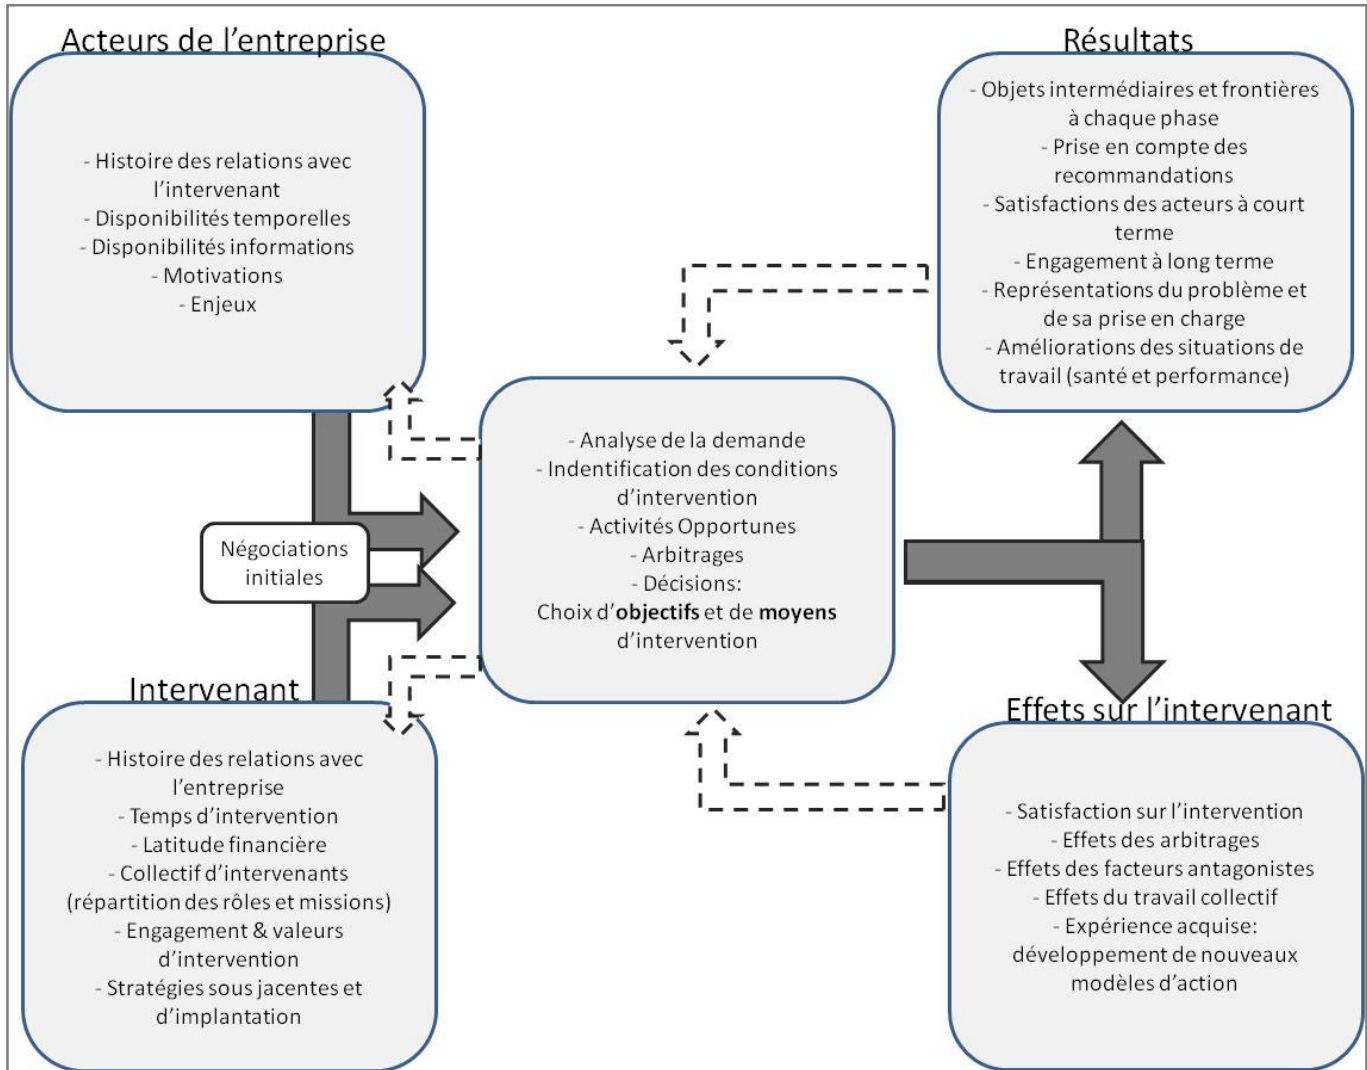 Acteurs de l'entreprise
- Histoire des relations avec
l'intervenant
- Disponibilités temporelles
- Disponibilités informations
- Motivations
- Enjeux
Résultats
- Objets intermédiaires et frontières
à chaque phase
- Prise en compte des
recommandations
- Satisfactions des acteurs à court
terme
- Engagement à long terme
- Représentations du problème et
de sa prise en charge
- Améliorations des situations de
travail (santé et performance)
Négociations
initiales
- Analyse de la demande
- Indentification des conditions
d'intervention
- Activités Opportunes
- Arbitrages
- Décisions:
Choix d'objectifs et de moyens
d'intervention
Intervenant
- Histoire des relations avec
l'entreprise
- Temps d'intervention
- Latitude financière
- Collectif d'intervenants
(répartition des rôles et missions)
- Engagement & valeurs
d'intervention
- Stratégies sous jacentes et
d'implantation
Effets sur l'intervenant
- Satisfaction sur l'intervention
- Effets des arbitrages
- Effets des facteurs antagonistes
- Effets du travail collectif
- Expérience acquise:
développement de nouveaux
modèles d'action